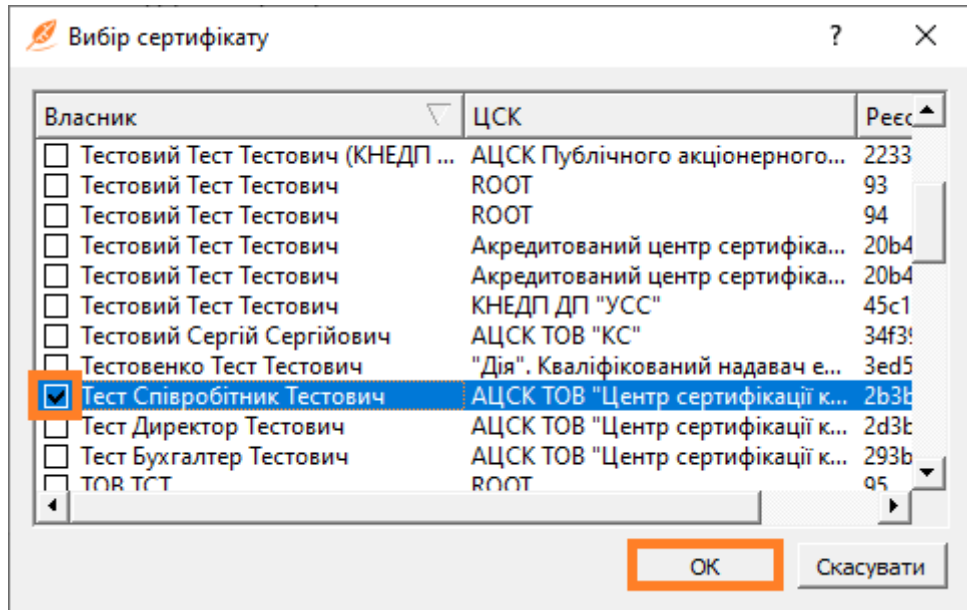 Вибір сертифікату ?
Власник ЦСК Реєс
Тестовий Тест Тестович (КНЕДП ... АЦСК Публічного акціонерного... 2233
Тестовий Тест Тестович ROOT 93
Тестовий Тест Тестович ROOT 94
Тестовий Тест Тестович Акредитований центр сертифіка... 20b4
Тестовий Тест Тестович Акредитований центр сертифіка... 20b4
Тестовий Тест Тестович КНЕДП ДП "УСС" 45c1
Тестовий Сергій Сергійович АЦСК ТОВ "КС" 34f39
Тестовенко Тест Тестович "Дія". Кваліфікований надавач е... 3ed5
Тест Співробітник Тестович АЦСК ТОВ "Центр сертифікації к... 2b3b
Тест Директор Тестович АЦСК ТОВ "Центр сертифікації к... 2d3b
Тест Бухгалтер Тестович АЦСК ТОВ "Центр сертифікації к... 293b
ТОВ ТСТ ROOT 95
ОК Скасувати